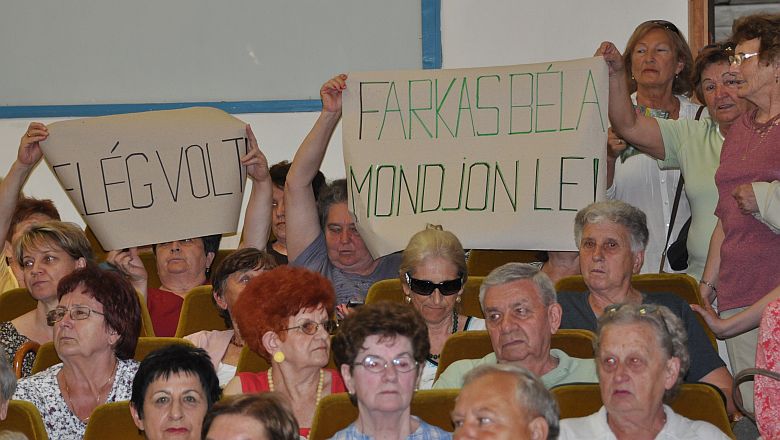 ELÉG VOLT!
FARKAS BÉLA
MONDJON LE!